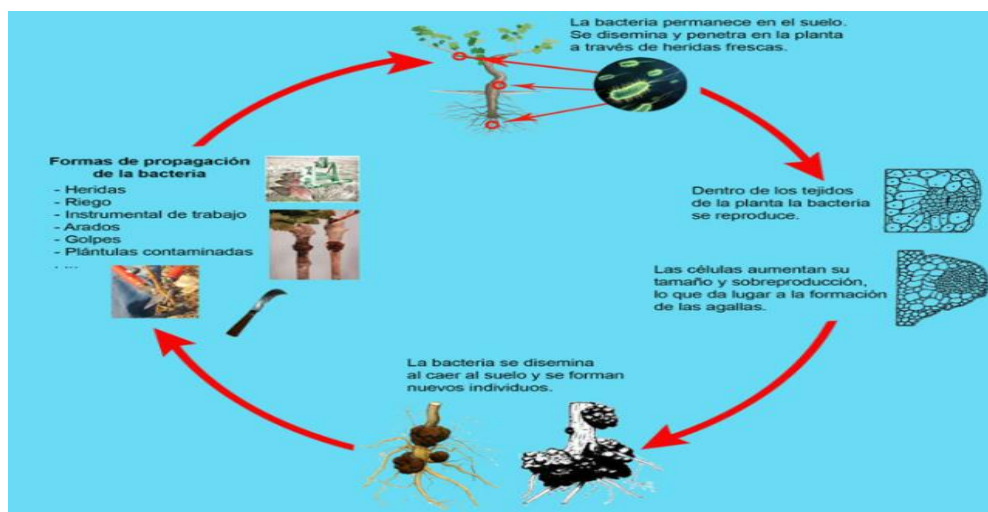 La bacteria permanece en el suelo.
Se disemina y penetra en la planta
a través de heridas frescas.
Dentro de los tejidos
de la planta la bacteria
se reproduce.
Las células aumentan su
tamaño y sobreproducción,
lo que da lugar a la formación
de las agallas.
La bacteria se disemina
al caer al suelo y se forman
nuevos individuos.
Formas de propagación
de la bacteria
- Heridas
- Riego
- Instrumental de trabajo
- Arados
- Golpes
- Plántulas contaminadas
- ...